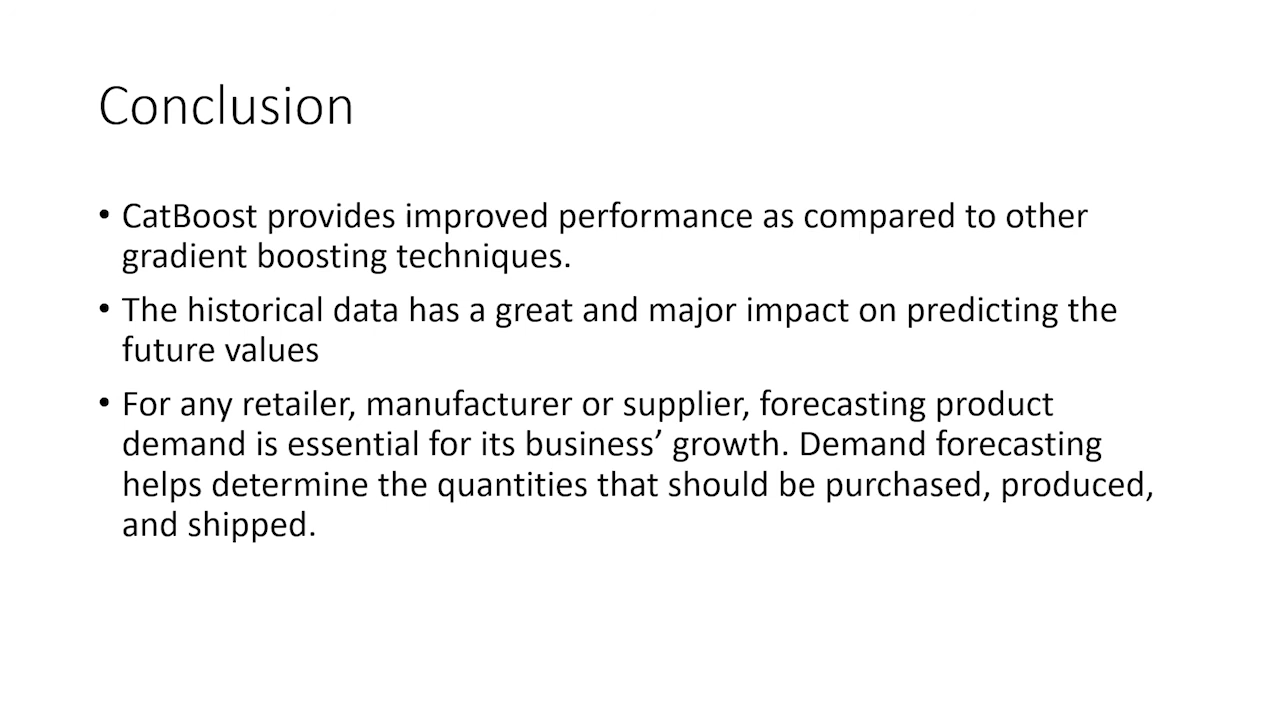 Conclusion
• CatBoost provides improved performance as compared to other
gradient boosting techniques.
• The historical data has a great and major impact on predicting the
future values
• For any retailer, manufacturer or supplier, forecasting product
demand is essential for its business’ growth. Demand forecasting
helps determine the quantities that should be purchased, produced,
and shipped.